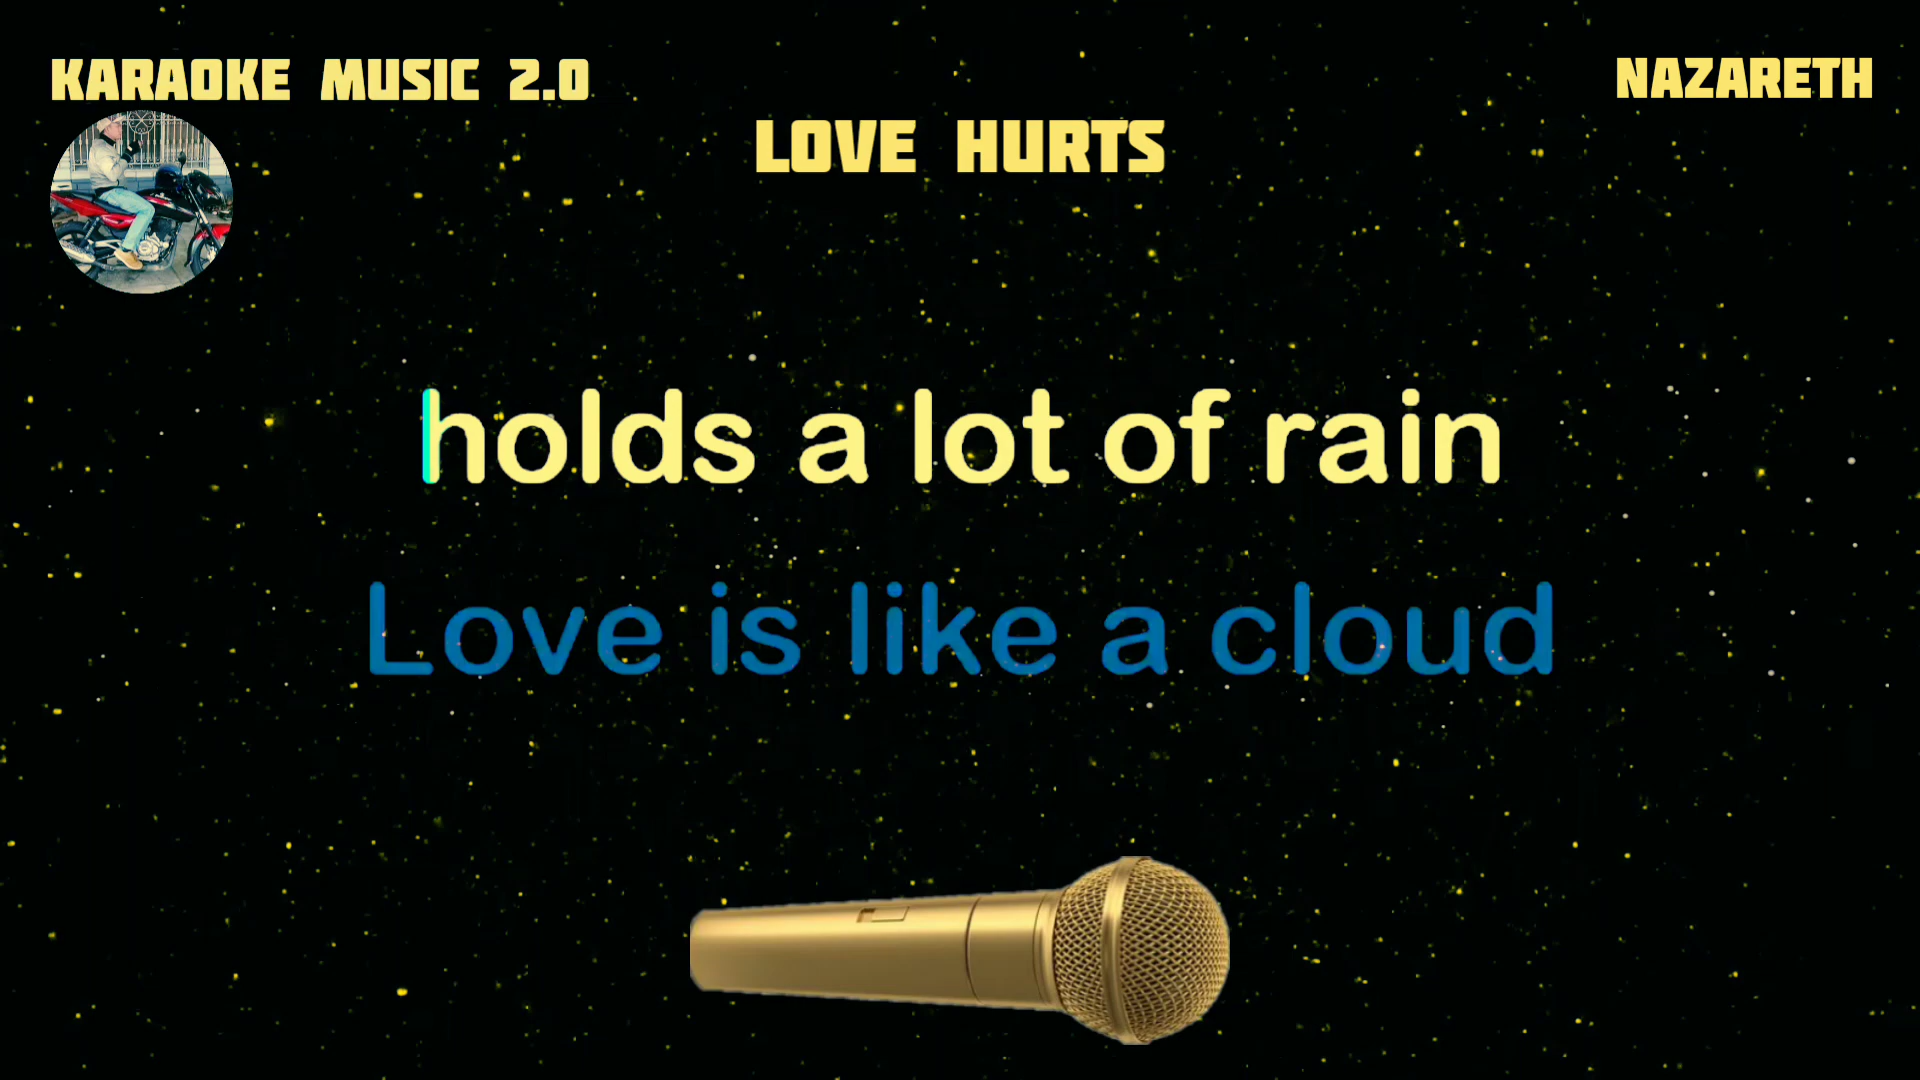 KARAOKE MUSIC 2.0
NAZARETH
LOVE HURTS
holds a lot of rain
Love is like a cloud